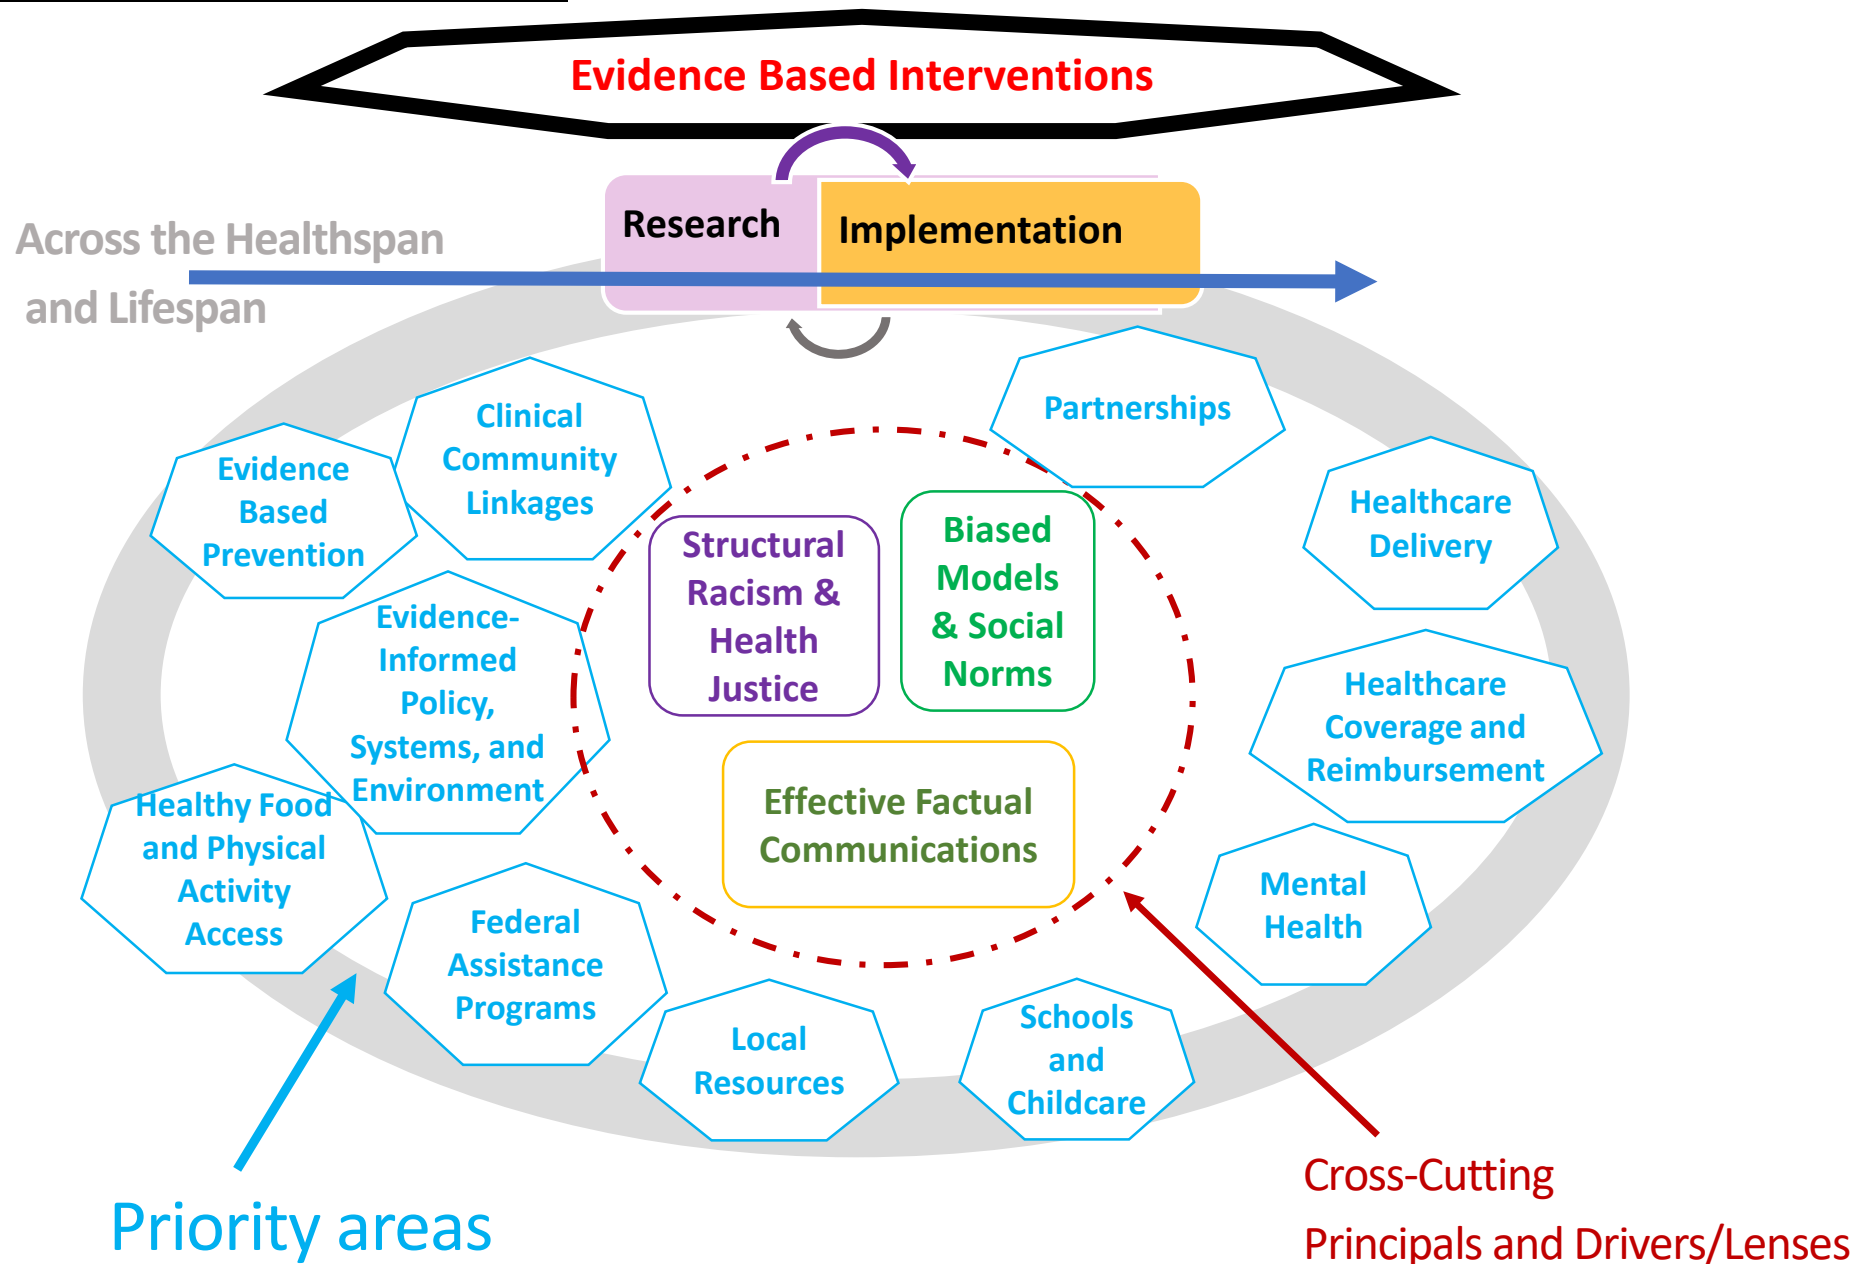 Evidence Based Interventions
Research
Implementation
Across the Healthspan
and Lifespan
Clinical
Community
Linkages
Partnerships
Evidence
Based
Prevention
Healthcare
Delivery
Structural
Racism &
Health
Justice
Biased
Models
& Social
Norms
Evidence-
Informed
Policy,
Systems, and
Environment
Healthcare
Coverage and
Reimbursement
Effective Factual
Communications
Healthy Food
and Physical
Activity
Access
Mental
Health
Federal
Assistance
Programs
Local
Resources
Schools
and
Childcare
Priority areas
Cross-Cutting
Principals and Drivers/Lenses